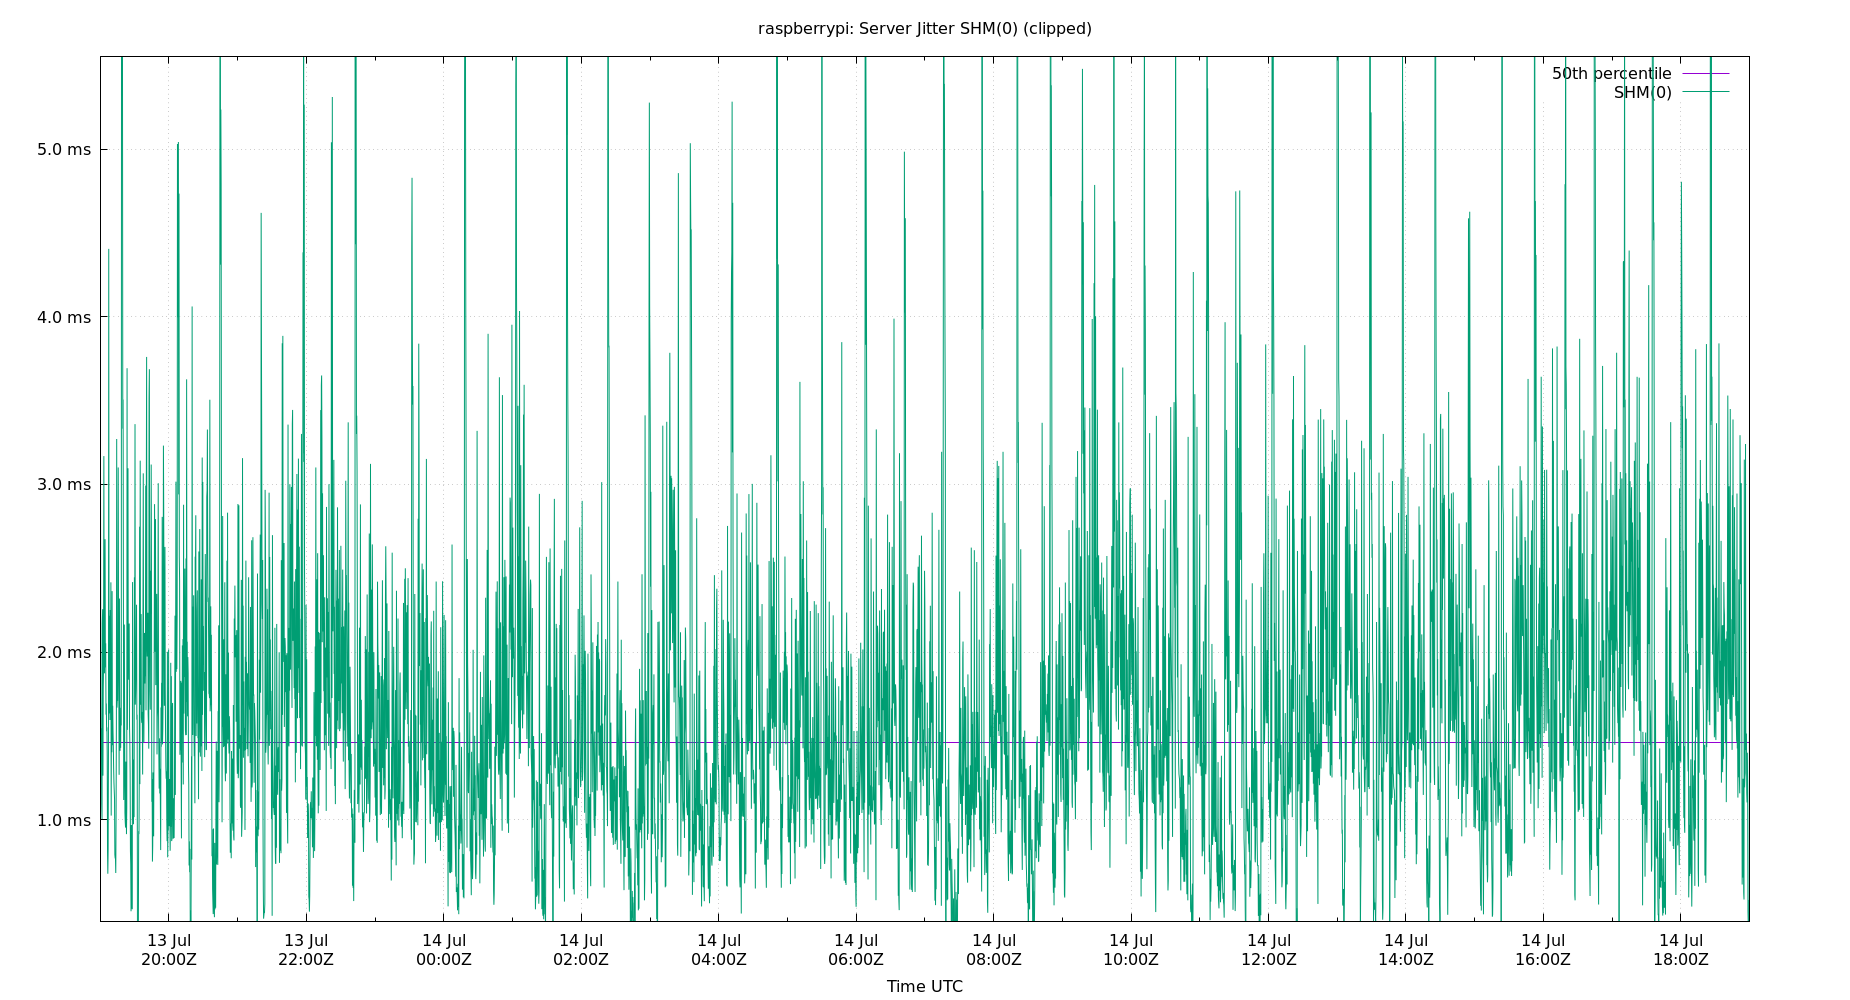 raspberrypi: Server Jitter SHM(0) (clipped)
50th percentile
SHM(0)
5.0 ms
4.0 ms
3.0 ms
2.0 ms
1.0 ms
13 Jul 13 Jul 14 Jul 14 Jul 14 Jul 14 Jul 14 Jul 14 Jul 14 Jul 14 Jul 14 Jul 14 Jul
20:00Z 22:00Z 00:00Z 02:00Z 04:00Z 06:00Z 08:00Z 10:00Z 12:00Z 14:00Z 16:00Z 18:00Z
Time UTC